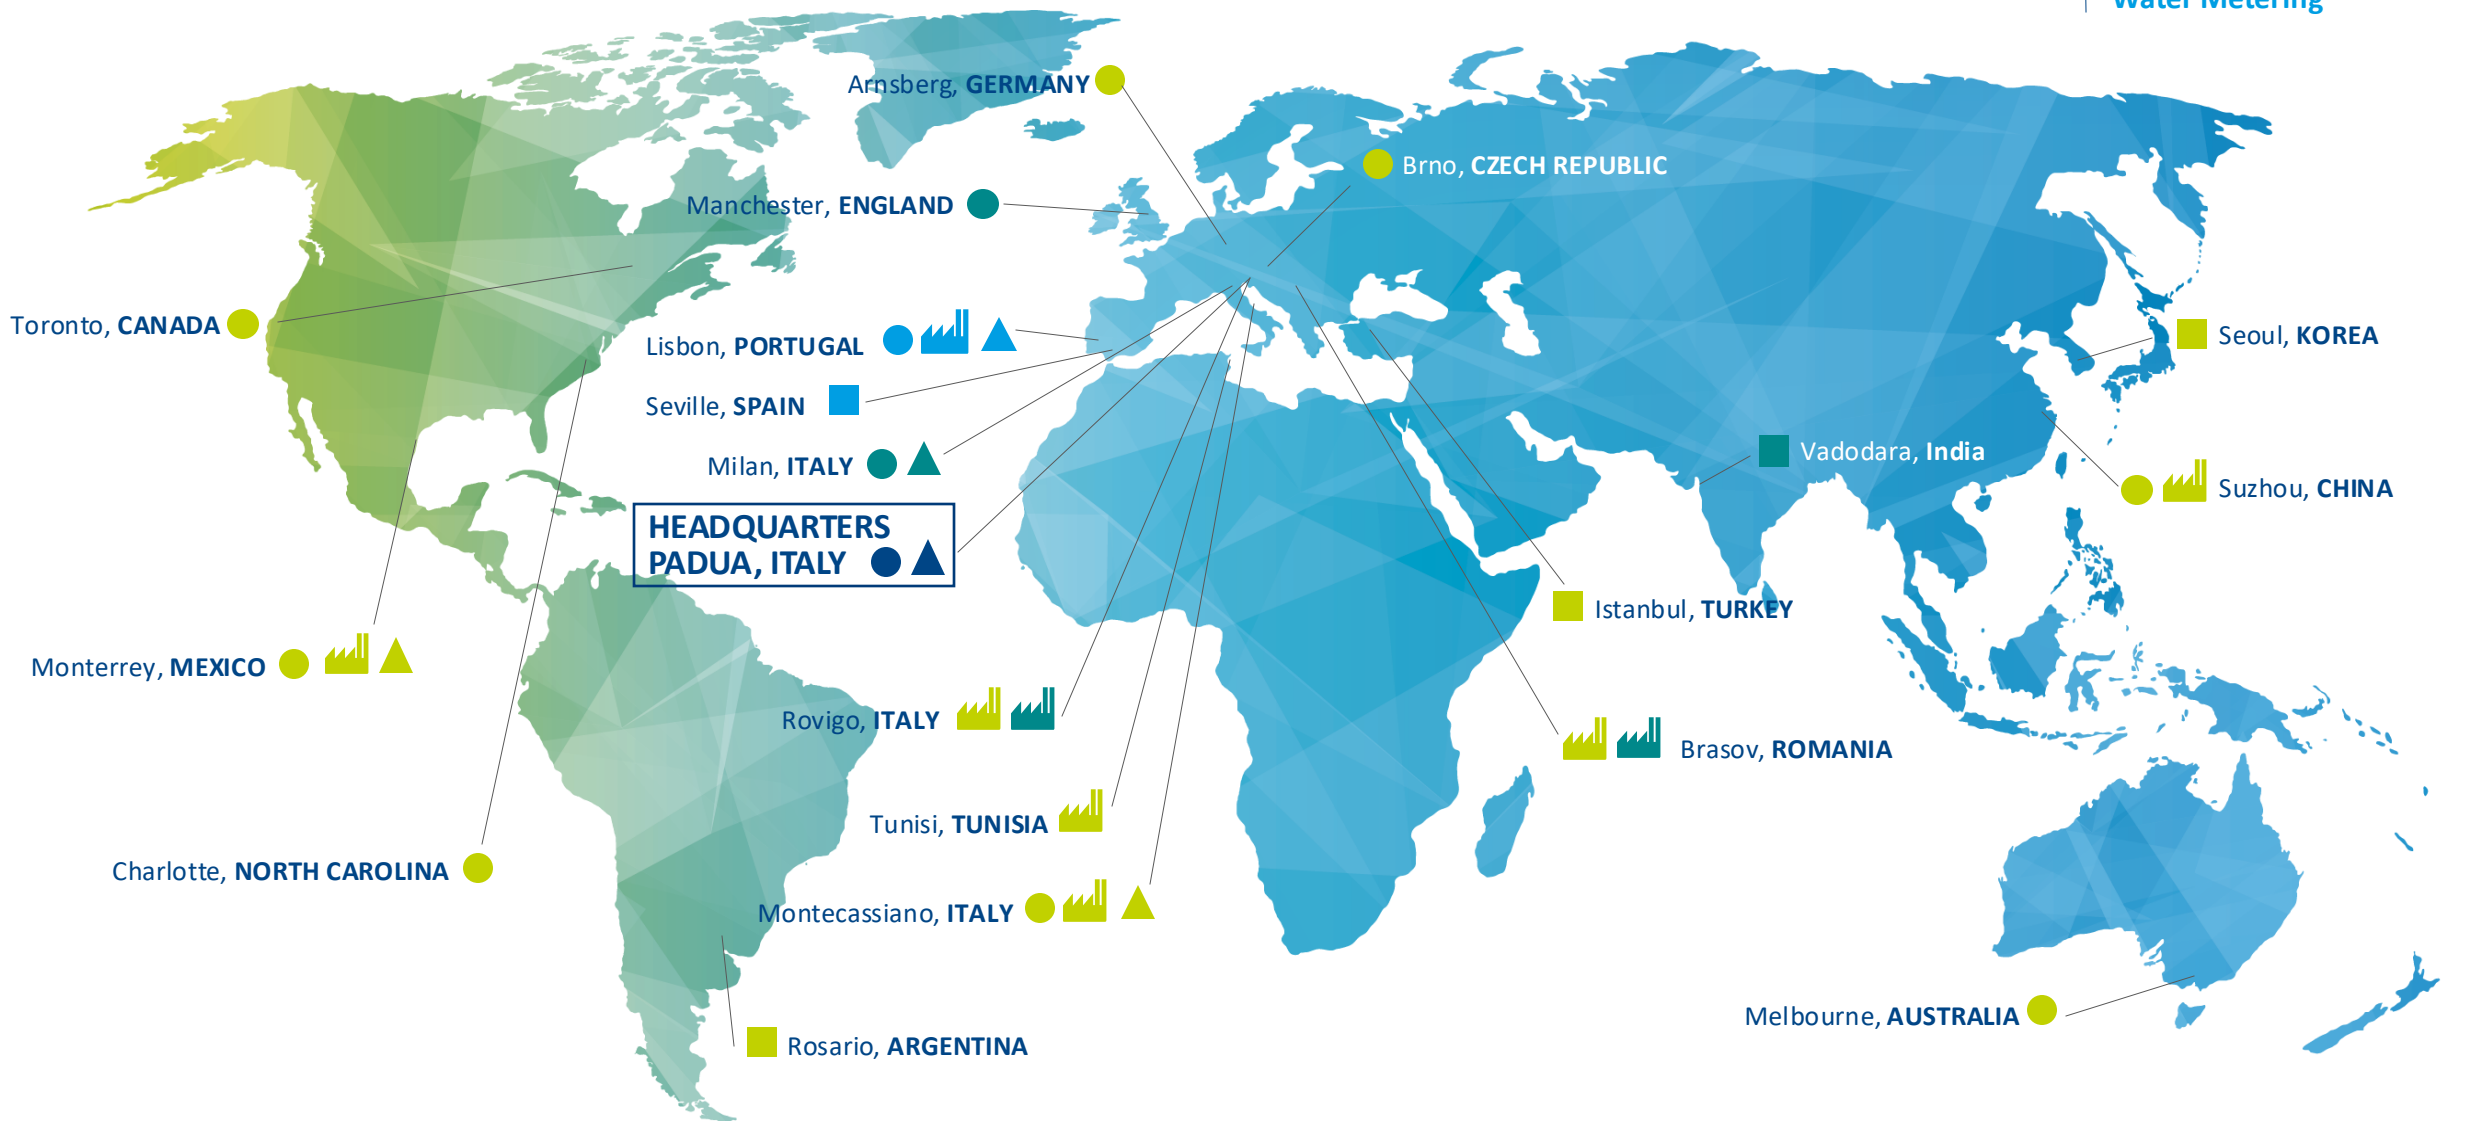 Water Metering
Arnsberg, GERMANY
Brno, CZECH REPUBLIC
Manchester, ENGLAND
Toronto, CANADA
Lisbon, PORTUGAL
Seoul, KOREA
Seville, SPAIN
Milan, ITALY
Vadodara, India
Suzhou, CHINA
HEADQUARTERS
PADUA, ITALY
Istanbul, TURKEY
Monterrey, MEXICO
Rovigo, ITALY
Brasov, ROMANIA
Tunisi, TUNISIA
Charlotte, NORTH CAROLINA
Montecassiano, ITALY
Melbourne, AUSTRALIA
Rosario, ARGENTINA